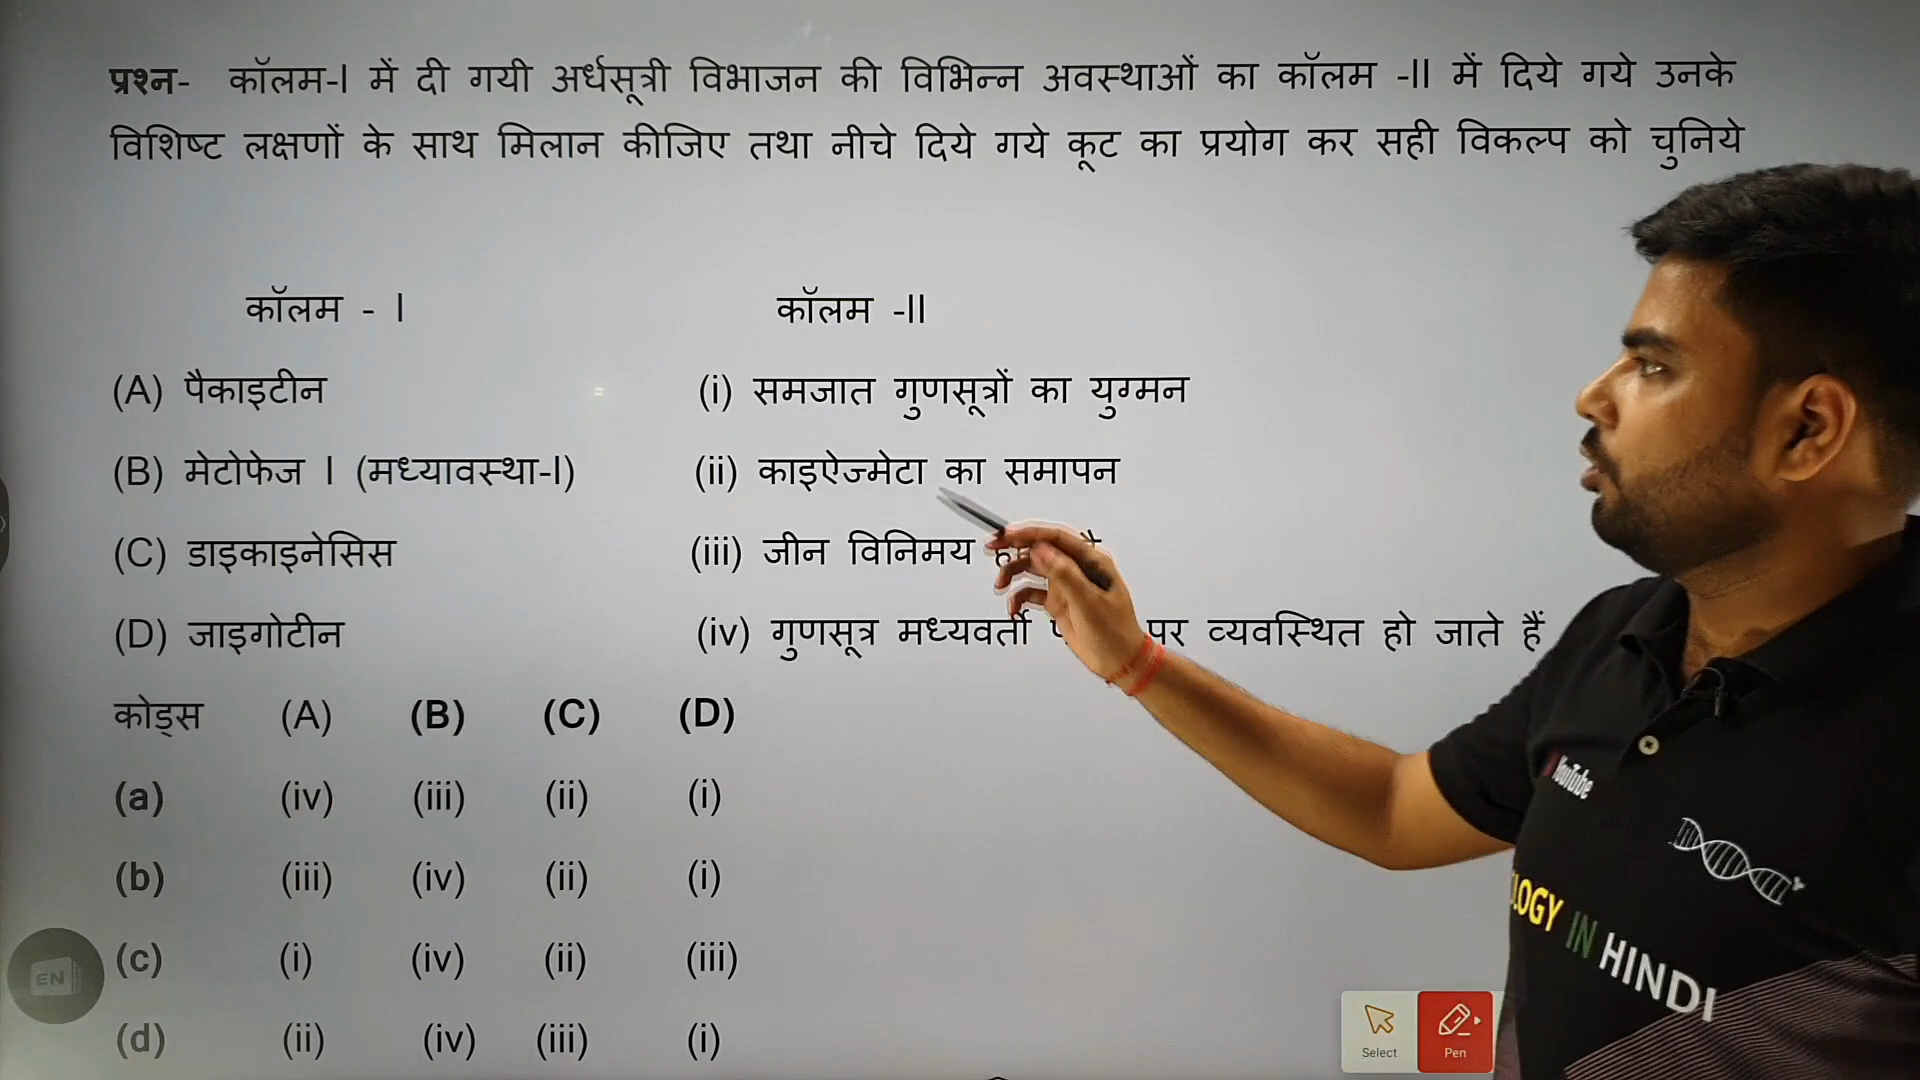 प्रश्न- कॉलम-I में दी गयी अर्धसूत्री विभाजन की विभिन्न अवस्थाओं का कॉलम -II में दिये गये उनके
विशिष्ट लक्षणों के साथ मिलान कीजिए तथा नीचे दिये गये कूट का प्रयोग कर सही विकल्प को चुनिये
कॉलम - I कॉलम -II
(A) पैकाइटीन (i) समजात गुणसूत्रों का युग्मन
(B) मेटोफेज I (मध्यावस्था-I) (ii) काइऐज्मेटा का समापन
(C) डाइकाइनेसिस (iii) जीन विनिमय
(D) जाइगोटीन (iv) गुणसूत्र मध्यवर्ती पर व्यवस्थित हो जाते हैं
कोड्स (A) (B) (C) (D)
(a) (iv) (iii) (ii) (i)
(b) (iii) (iv) (ii) (i)
(c) (i) (iv) (ii) (iii)
(d) (ii) (iv) (iii) (i)
EN
Select Pen
YouTube
LOGY IN HINDI